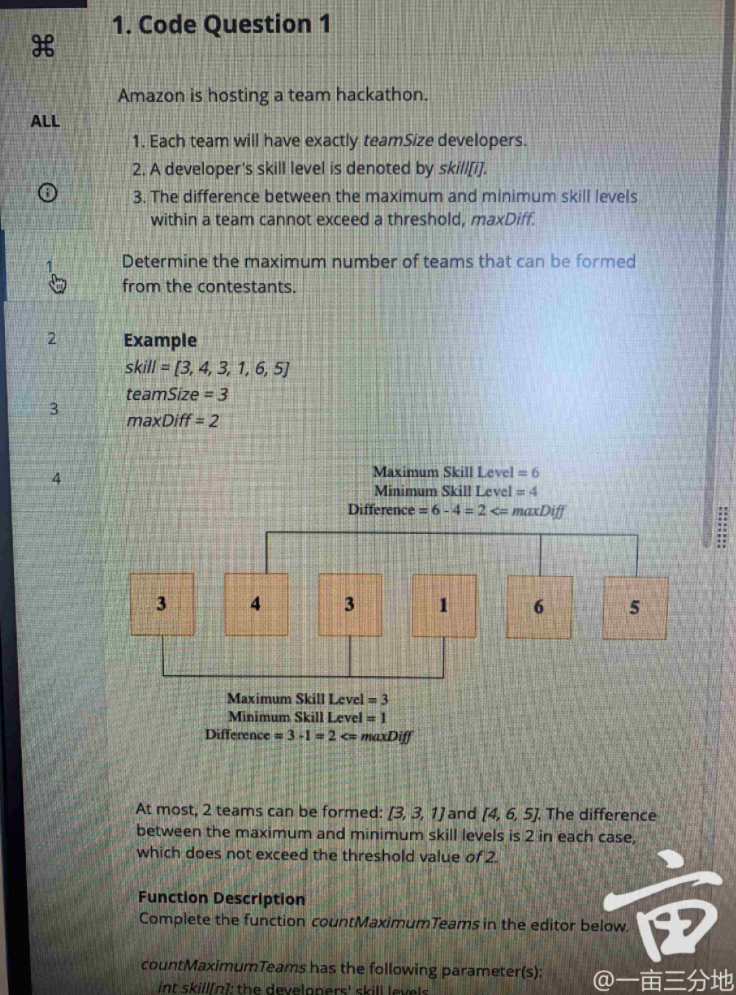 1. Code Question 1
⌘
Amazon is hosting a team hackathon.
ALL
1. Each team will have exactly teamSize developers.
2. A developer's skill level is denoted by skill[i].
3. The difference between the maximum and minimum skill levels
within a team cannot exceed a threshold, maxDiff.
1
Determine the maximum number of teams that can be formed
from the contestants.
2
Example
skill = [3, 4, 3, 1, 6, 5]
teamSize = 3
3
maxDiff = 2
4
Maximum Skill Level = 6
Minimum Skill Level = 4
Difference = 6 - 4 = 2 <= maxDiff
3 4 3 1 6 5
Maximum Skill Level = 3
Minimum Skill Level = 1
Difference = 3 -1 = 2 <= maxDiff
At most, 2 teams can be formed: [3, 3, 1] and [4, 6, 5]. The difference
between the maximum and minimum skill levels is 2 in each case,
which does not exceed the threshold value of 2.
Function Description
Complete the function countMaximumTeams in the editor below.
countMaximumTeams has the following parameter(s):
int skill[n]: the developers' skill levels
亩
@一亩三分地